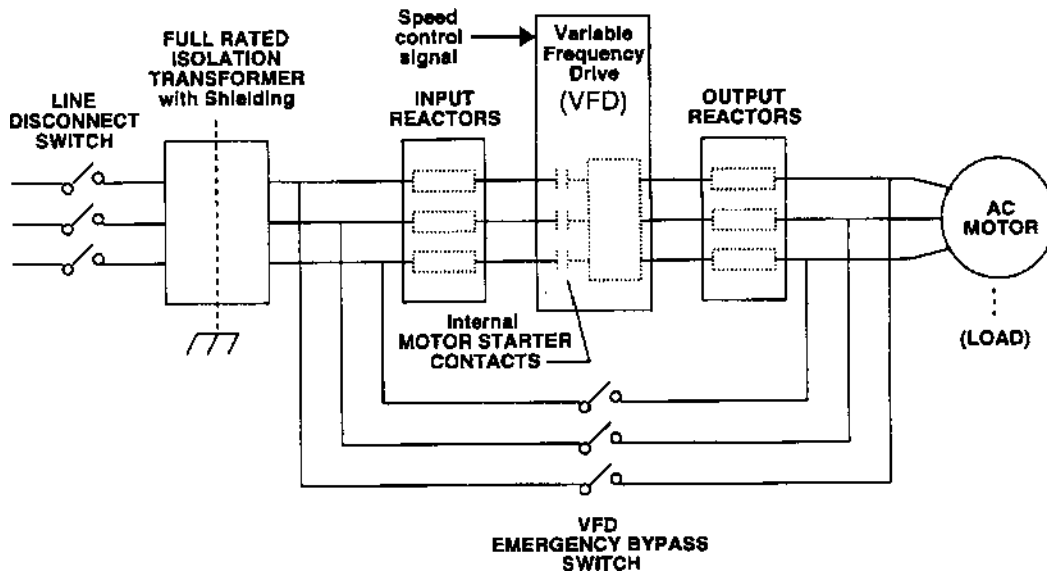 Speed
control
signal
Variable
Frequency
Drive
(VFD)
FULL RATED
ISOLATION
TRANSFORMER
with Shielding
LINE
DISCONNECT
SWITCH
INPUT
REACTORS
OUTPUT
REACTORS
AC
MOTOR
(LOAD)
Internal
MOTOR STARTER
CONTACTS
VFD
EMERGENCY BYPASS
SWITCH